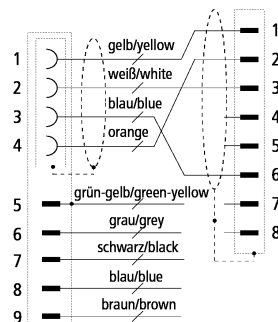 gelb/yellow
1
1
weiß/white
2
2
blau/blue
3
3
orange
4
4
5
6
grün-gelb/green-yellow
5
7
grau/grey
6
8
schwarz/black
7
blau/blue
8
braun/brown
9